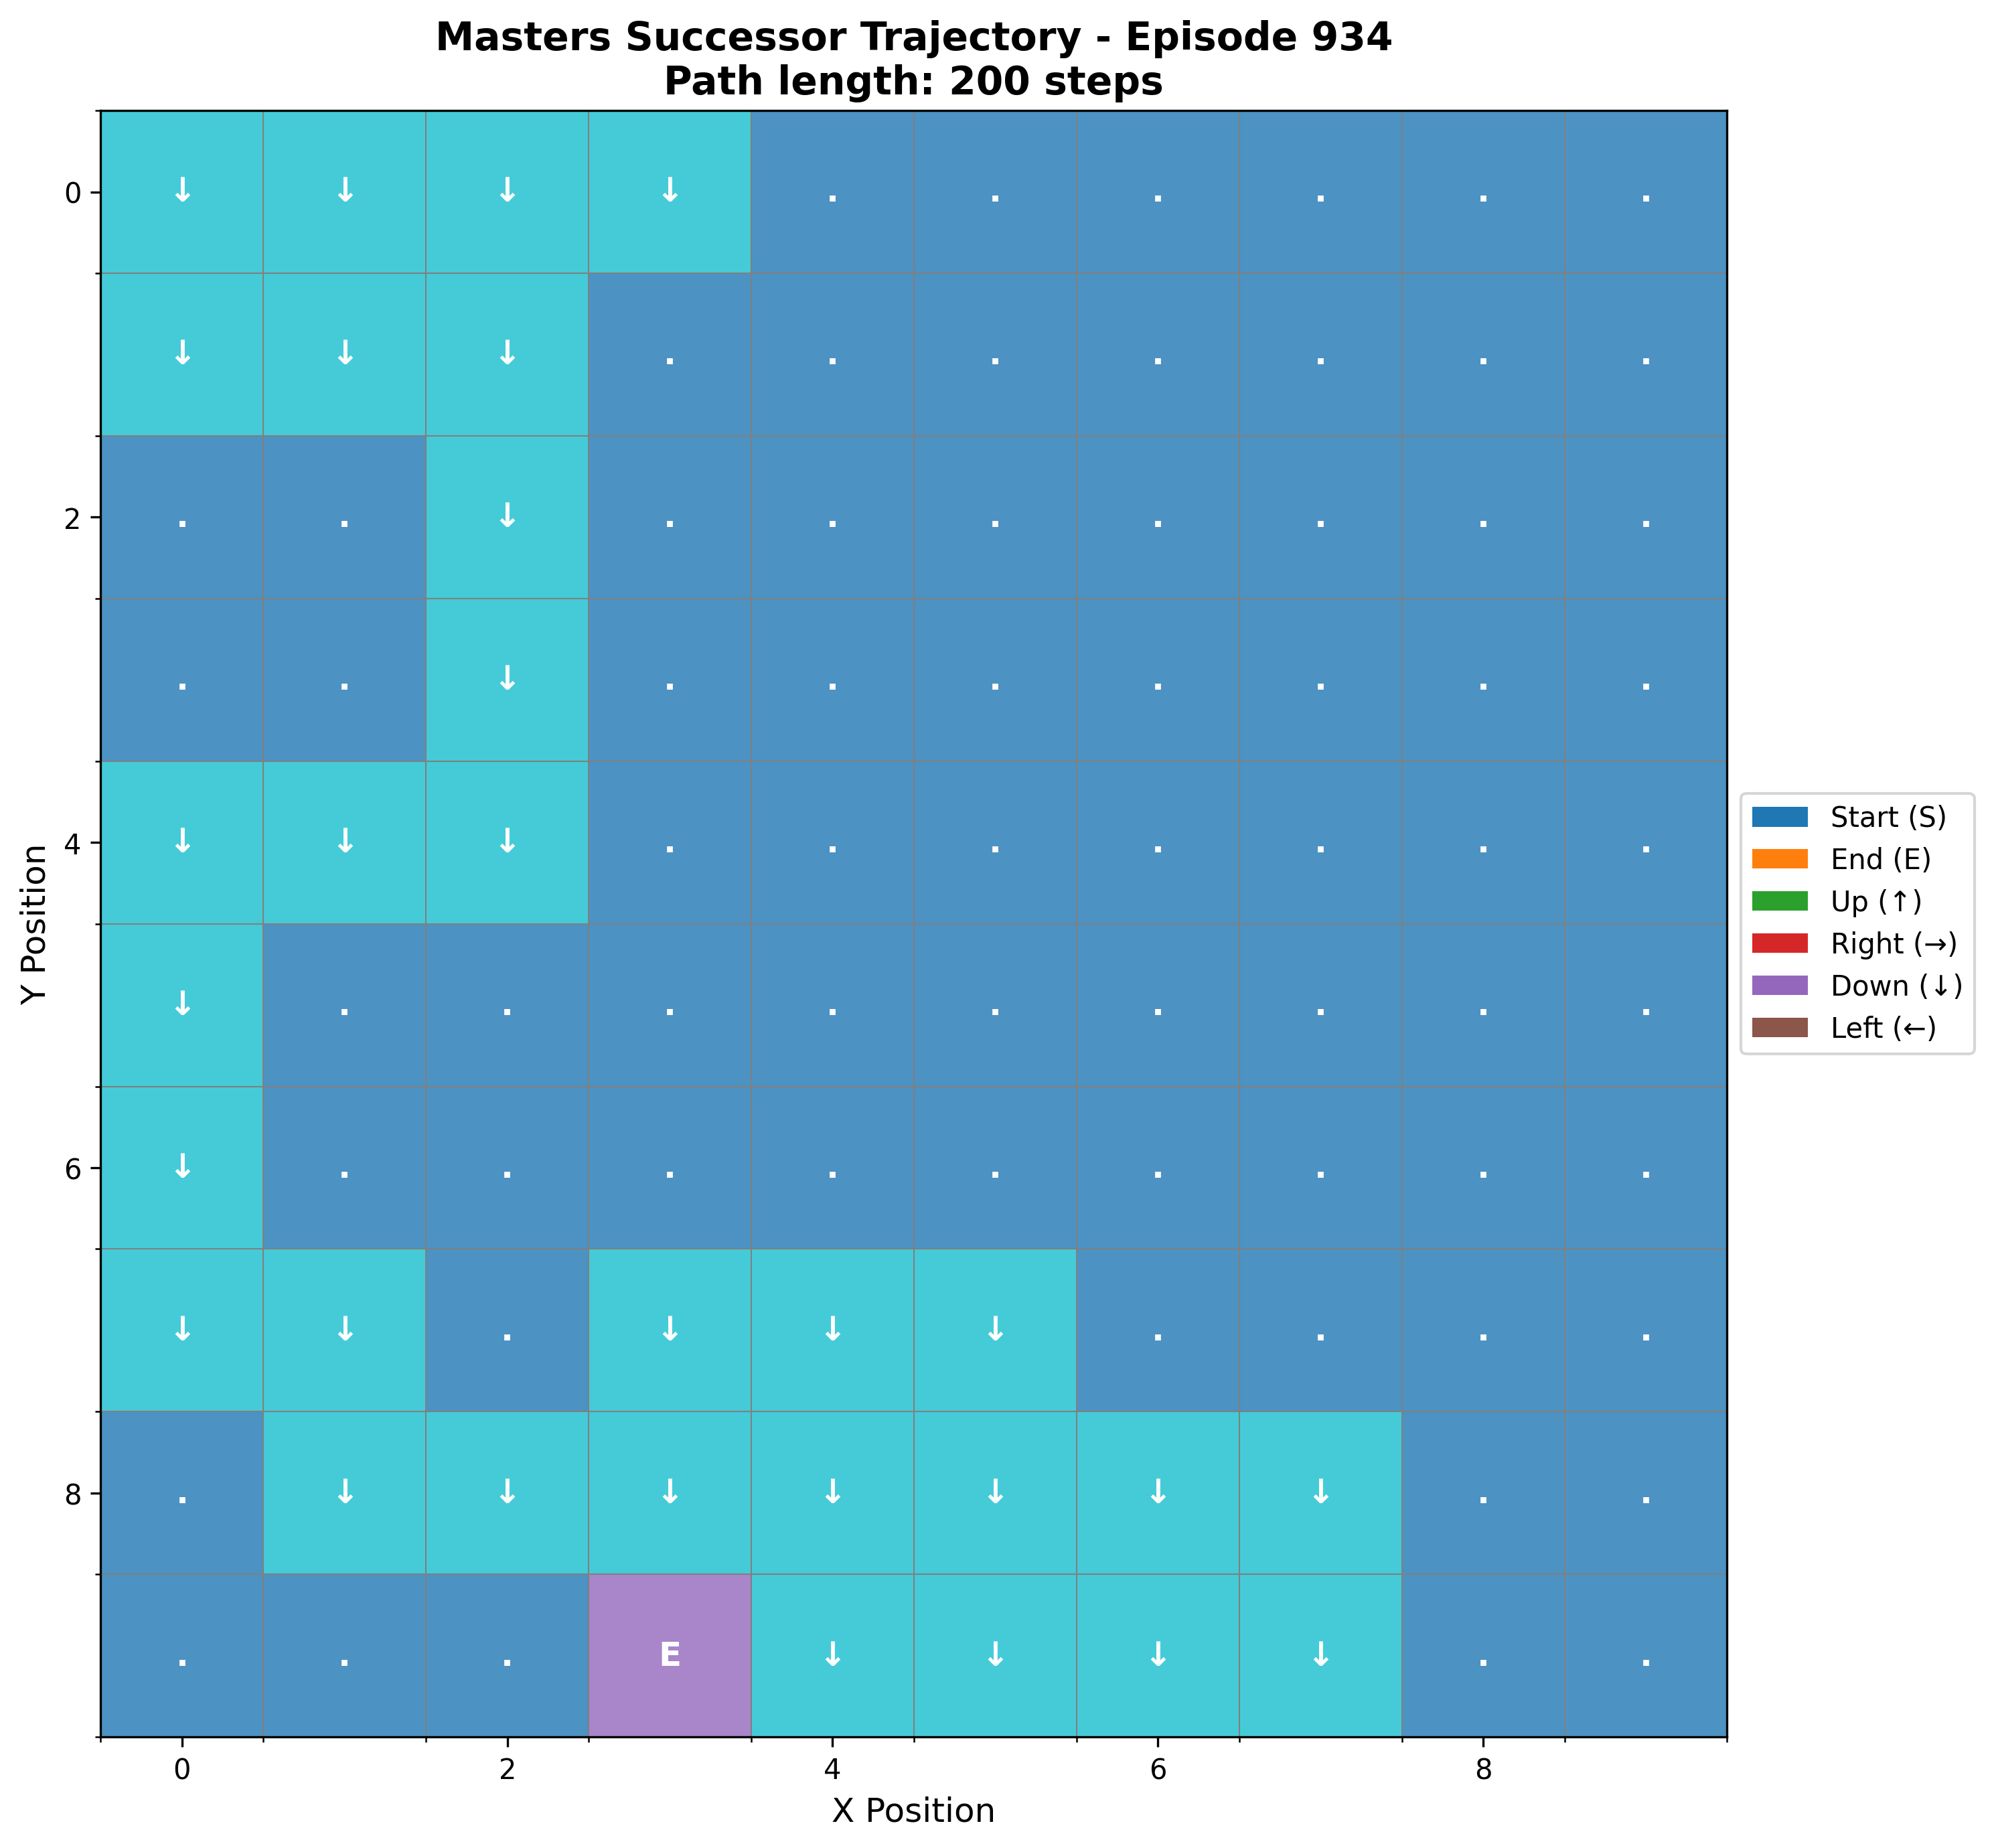 Masters Successor Trajectory - Episode 934
Path length: 200 steps
0 ↓ ↓ ↓ ↓ . . . . . .
↓ ↓ ↓ . . . . . . .
2 . . ↓ . . . . . . .
. . ↓ . . . . . . .
4 ↓ ↓ ↓ . . . . . . .
↓ . . . . . . . . .
6 ↓ . . . . . . . . .
↓ ↓ . ↓ ↓ ↓ . . . .
8 . ↓ ↓ ↓ ↓ ↓ ↓ ↓ . .
. . . E ↓ ↓ ↓ ↓ . .
0 2 4 6 8
X Position
Y Position
Start (S)
End (E)
Up (↑)
Right (→)
Down (↓)
Left (←)